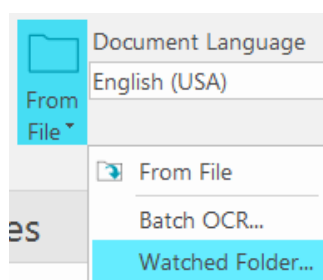 Document Language
English (USA)
From
File
From File
Batch OCR...
es
Watched Folder...